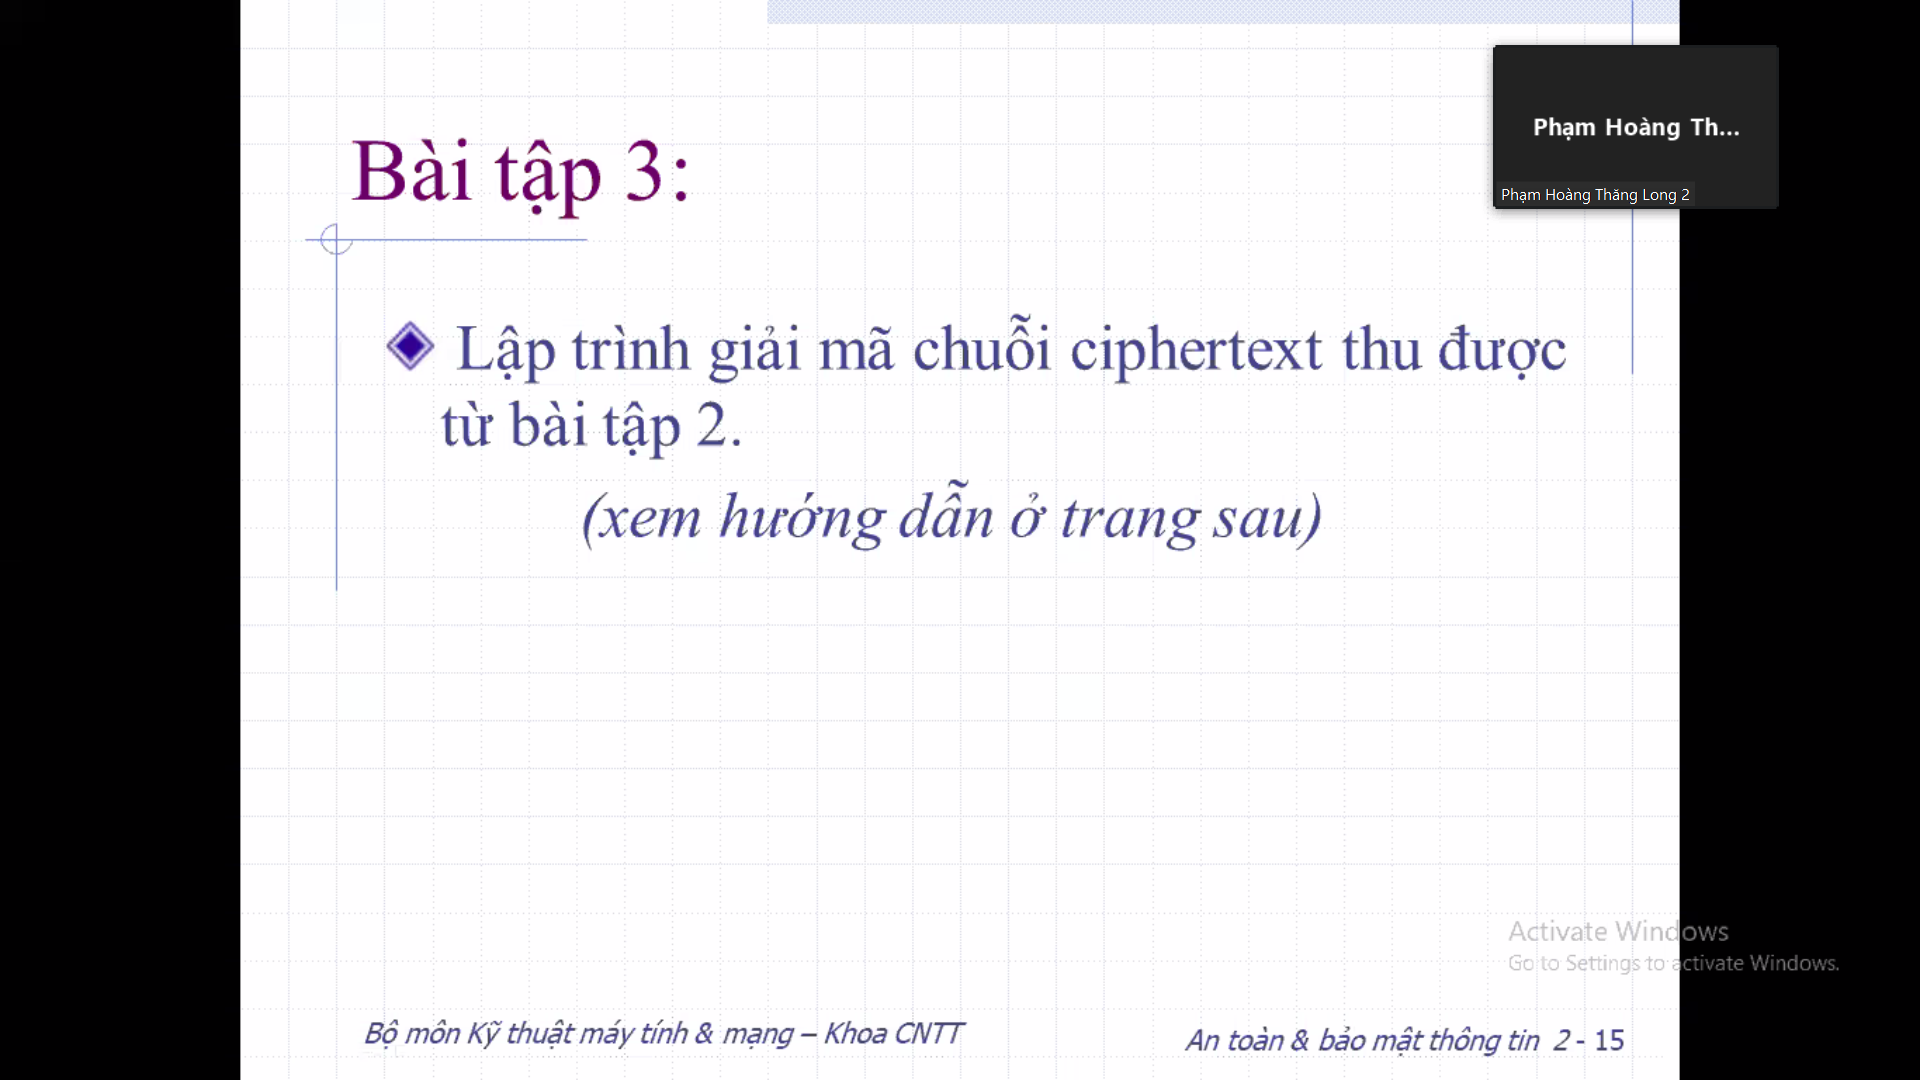 Bài tập 3:
Phạm Hoàng Th...
Phạm Hoàng Thăng Long 2
Lập trình giải mã chuỗi ciphertext thu được
từ bài tập 2.
(xem hướng dẫn ở trang sau)
Activate Windows
Go to Settings to activate Windows.
Bộ môn Kỹ thuật máy tính & mạng – Khoa CNTT
An toàn & bảo mật thông tin 2 - 15